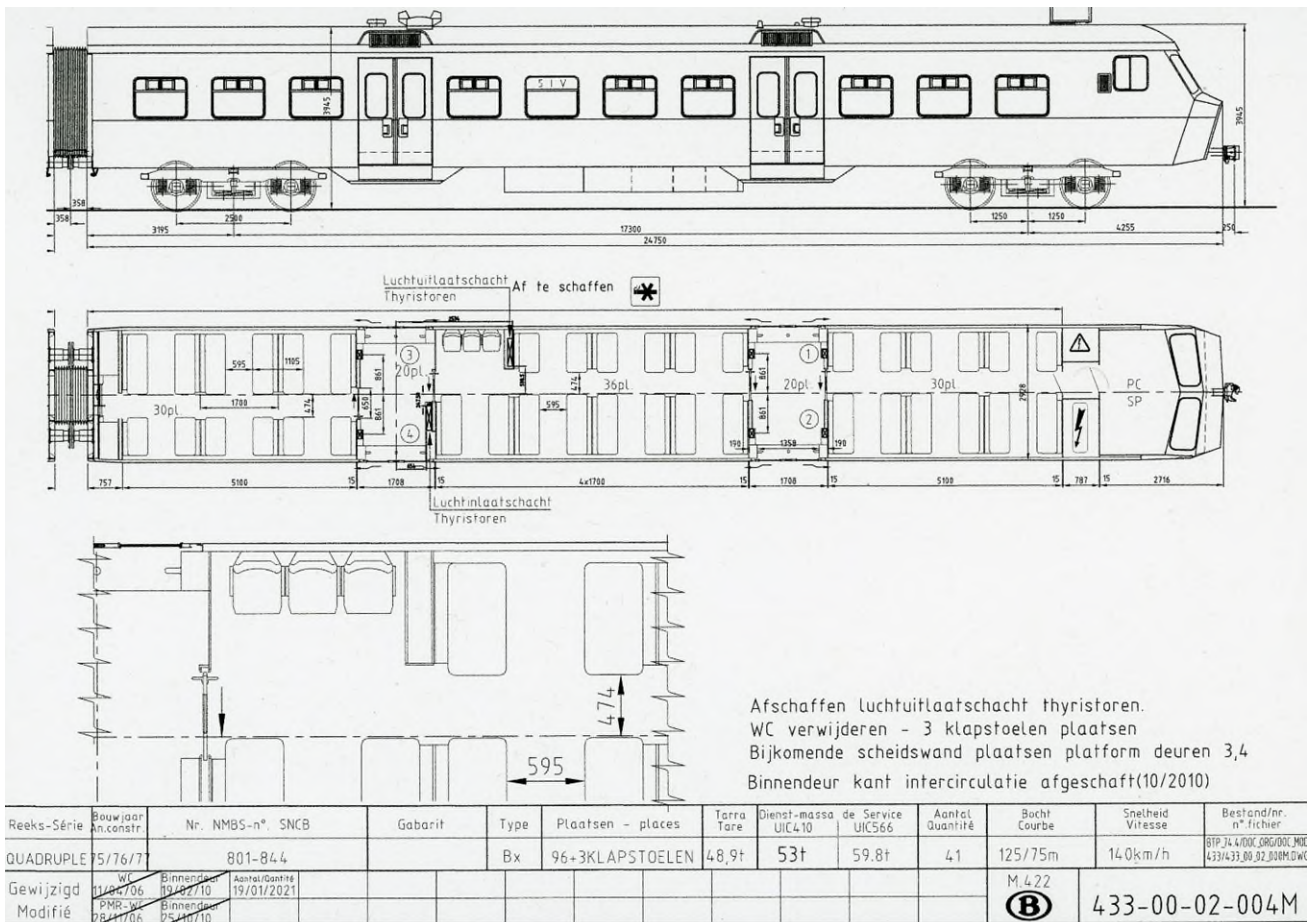 S I V
3945
3945
358
358
2500
3195
17300
24750
1250
1250
4255
250
Luchtuitlaatschacht
Thyristoren
Af te schaffen
595
1105
1700
474
30pl.
861
650
861
3
20pl.
4
36pl.
474
595
1
861
20pl.
861
2
190
1358
190
30pl.
2928
PC
SP
757
5100
15
1708
15
4x1700
15
1708
15
5100
15
787
15
2716
Luchtinlaatschacht
Thyristoren
474
595
Afschaffen luchtuitlaatschacht thyristoren.
WC verwijderen - 3 klapstoelen plaatsen
Bijkomende scheidswand plaatsen platform deuren 3,4
Binnendeur kant intercirculatie afgeschaft(10/2010)
Reeks-Série Bouwjaar An.constr. Nr. NMBS-n°. SNCB Gabarit Type Plaatsen - places Tarra Tare Dienst-massa de Service UIC410 UIC566 Aantal Quantité Bocht Courbe Snelheid Vitesse Bestand/nr. n°.fichier
QUADRUPLE 75/76/77 801-844 Bx 96+3KLAPSTOELEN 48,9t 53t 59.8t 41 125/75m 140km/h
433/433_00_02_008M.DWG
Gewijzigd WC 11/04/06 Binnendeur 19/02/10 Aantal/Qantité 19/01/2021
Modifié PMR-WC 28/11/06 Binnendeur 25/10/10
M.422
B
433-00-02-004M